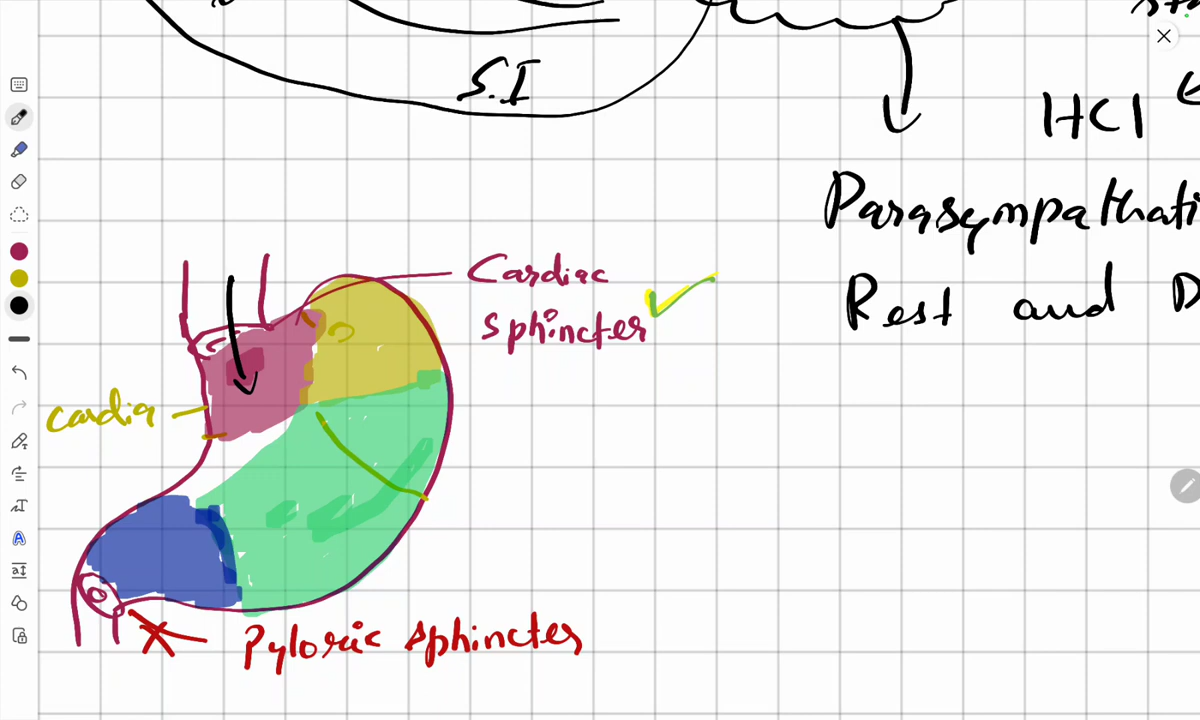 S.I
HCl
Parasympathati
Rest and D
Cardiac
sphincter
cardia
Pyloric sphincter